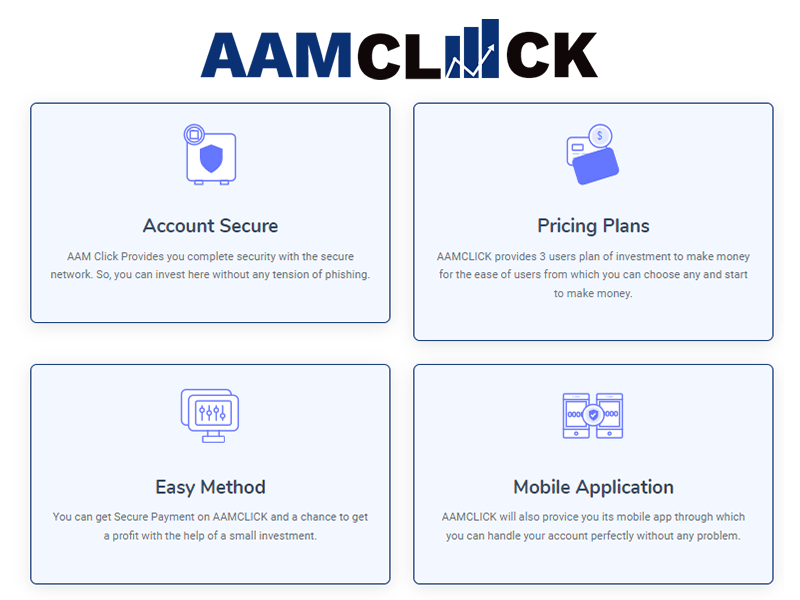 AAMCLICK
Account Secure
AAM Click Provides you complete security with the secure
network. So, you can invest here without any tension of phishing.
Pricing Plans
$
AAMCLICK provides 3 users plan of investment to make money
for the ease of users from which you can choose any and start
to make money.
Easy Method
You can get Secure Payment on AAMCLICK and a chance to get
a profit with the help of a small investment.
Mobile Application
AAMCLICK will also provice you its mobile app through which
you can handle your account perfectly without any problem.